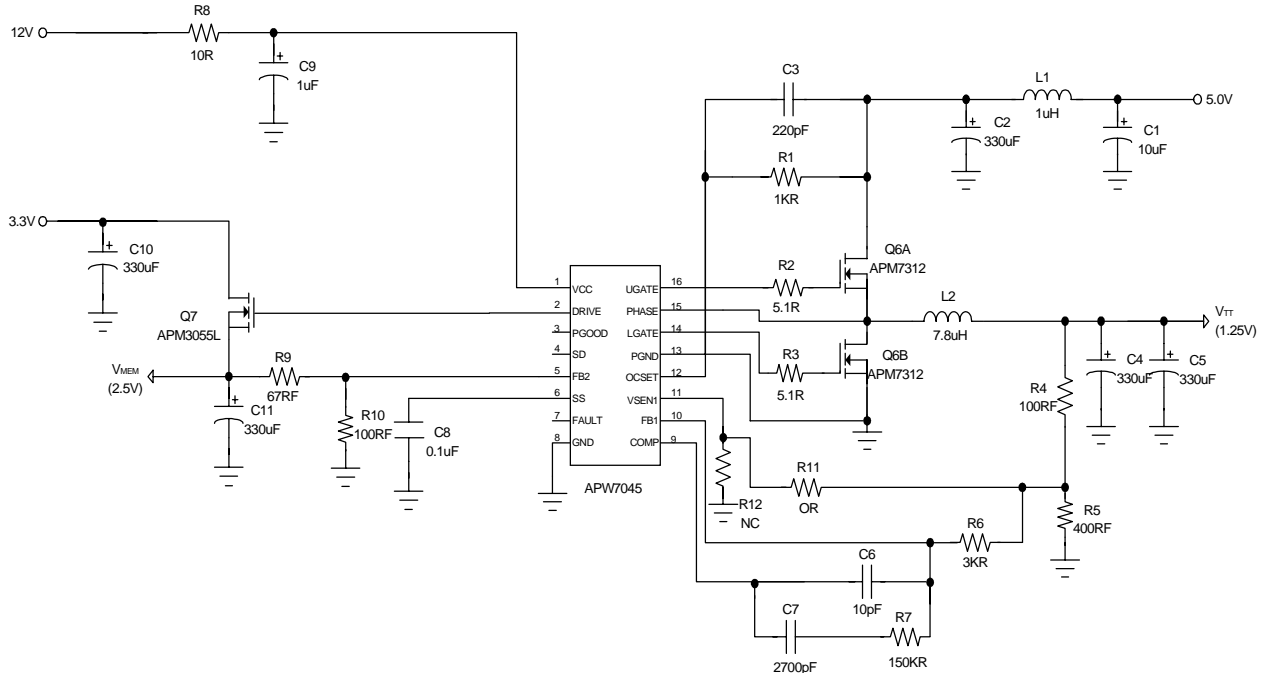 R8
12V
10R
C9
1uF
C3
220pF
L1
1uH
5.0V
C2
330uF
C1
10uF
R1
1KR
3.3V
C10
330uF
Q7
APM3055L
Q6A
APM7312
R2
5.1R
L2
7.8uH
VTT
(1.25V)
1 VCC UGATE 16
2 DRIVE PHASE 15
3 PGOOD LGATE 14
4 SD PGND 13
5 FB2 OCSET 12
6 SS VSEN1 11
7 FAULT FB1 10
8 GND COMP 9
APW7045
R3
5.1R
Q6B
APM7312
C4
330uF
C5
330uF
VMEM
(2.5V)
R9
67RF
R4
100RF
C11
330uF
R10
100RF
C8
0.1uF
R12
NC
R11
OR
R5
400RF
R6
3KR
C6
10pF
C7
2700pF
R7
150KR